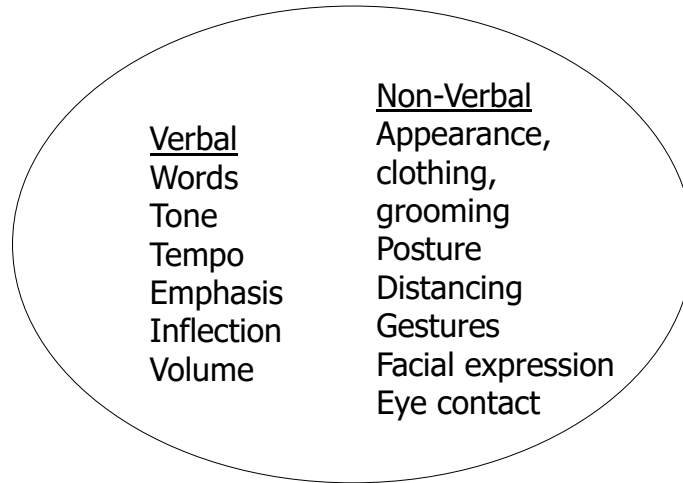 Verbal
Words
Tone
Tempo
Emphasis
Inflection
Volume
Non-Verbal
Appearance,
clothing,
grooming
Posture
Distancing
Gestures
Facial expression
Eye contact